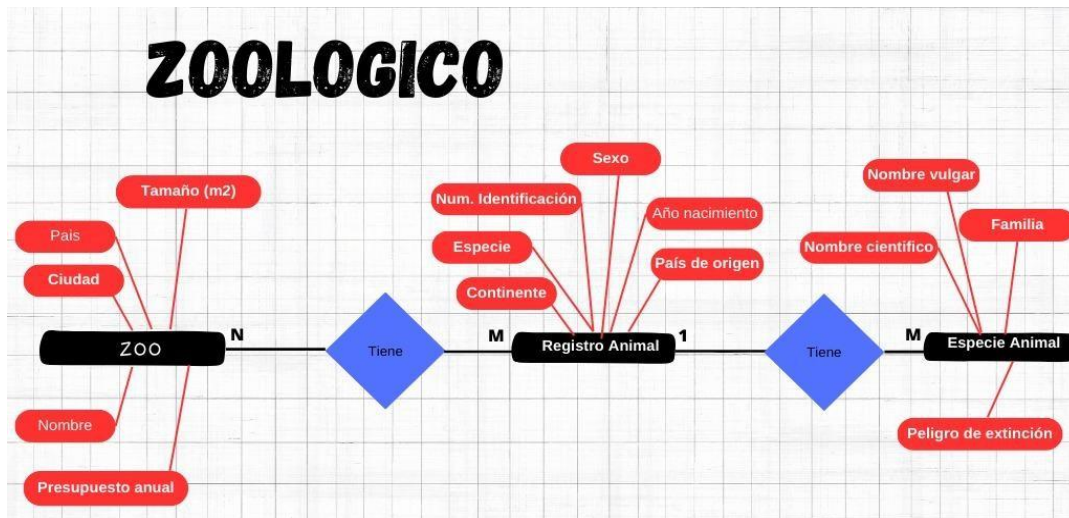 ZOOLOGICO
Sexo
Nombre vulgar
Tamaño (m2)
Num. Identificación
Año nacimiento
Familia
Pais
Especie
Nombre cientifico
Ciudad
Continente
País de origen
ZOO
N
Tiene
M
Registro Animal
1
Tiene
M
Especie Animal
Nombre
Peligro de extinción
Presupuesto anual